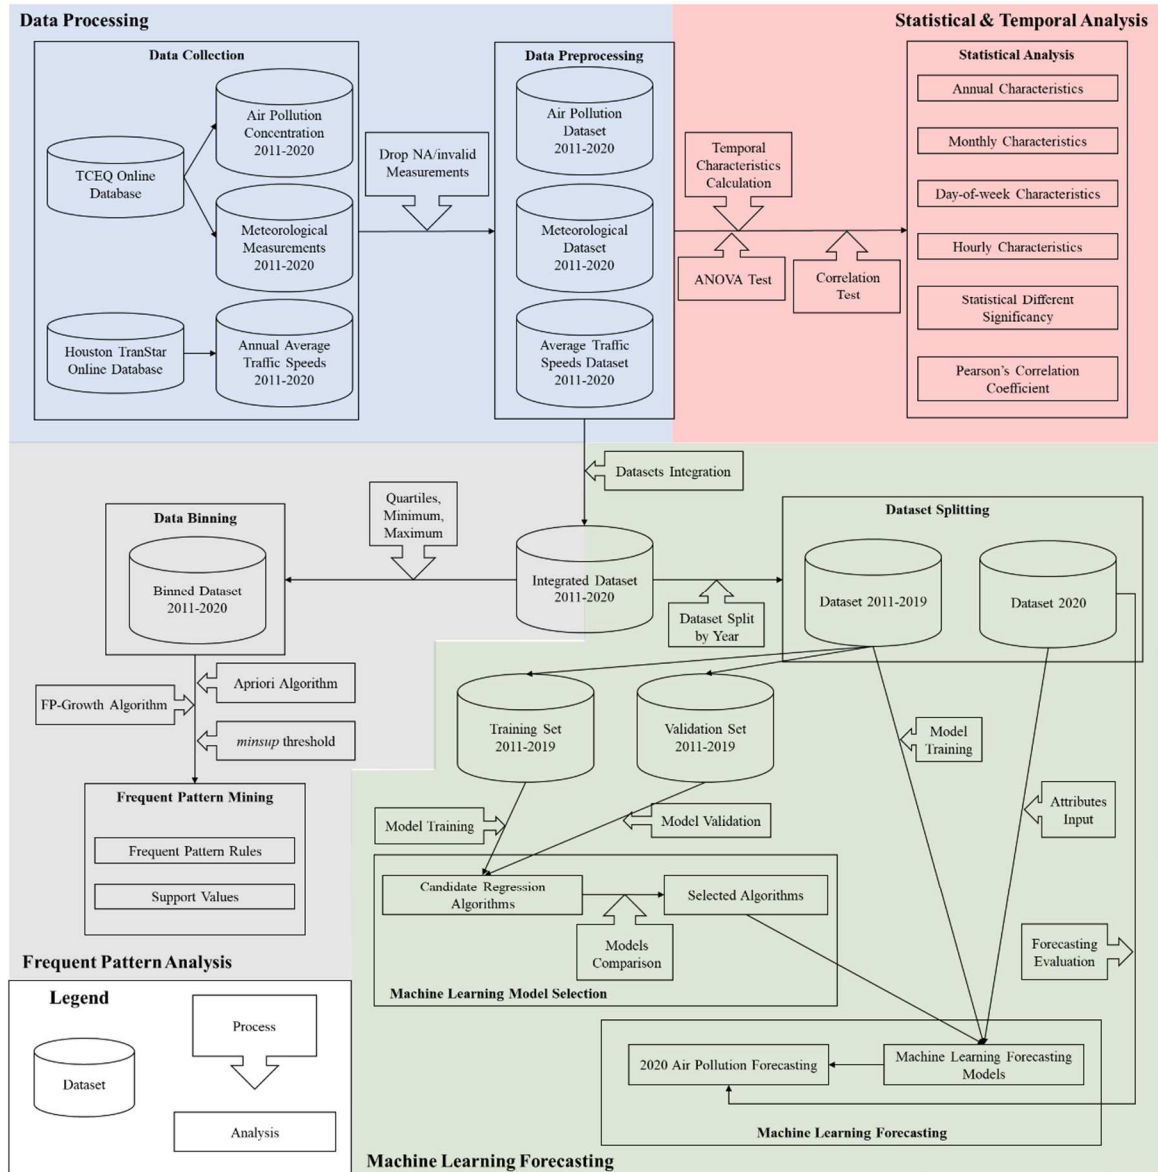 Data Processing
Statistical & Temporal Analysis
Data Collection
TCEQ Online
Database
Air Pollution
Concentration
2011-2020
Meteorological
Measurements
2011-2020
Houston TranStar
Online Database
Annual Average
Traffic Speeds
2011-2020
Drop NA/invalid
Measurements
Data Preprocessing
Air Pollution
Dataset
2011-2020
Meteorological
Dataset
2011-2020
Average Traffic
Speeds Dataset
2011-2020
Temporal
Characteristics
Calculation
ANOVA Test
Correlation
Test
Statistical Analysis
Annual Characteristics
Monthly Characteristics
Day-of-week Characteristics
Hourly Characteristics
Statistical Different
Significancy
Pearson's Correlation
Coefficient
Datasets Integration
Quartiles,
Minimum,
Maximum
Data Binning
Binned Dataset
2011-2020
Integrated Dataset
2011-2020
Dataset Split
by Year
Dataset Splitting
Dataset 2011-2019
Dataset 2020
Apriori Algorithm
FP-Growth Algorithm
minsup threshold
Frequent Pattern Mining
Frequent Pattern Rules
Support Values
Frequent Pattern Analysis
Training Set
2011-2019
Validation Set
2011-2019
Model
Training
Attributes
Input
Model Training
Model Validation
Candidate Regression
Algorithms
Selected Algorithms
Models
Comparison
Machine Learning Model Selection
Forecasting
Evaluation
2020 Air Pollution Forecasting
Machine Learning Forecasting
Models
Machine Learning Forecasting
Machine Learning Forecasting
Legend
Process
Dataset
Analysis